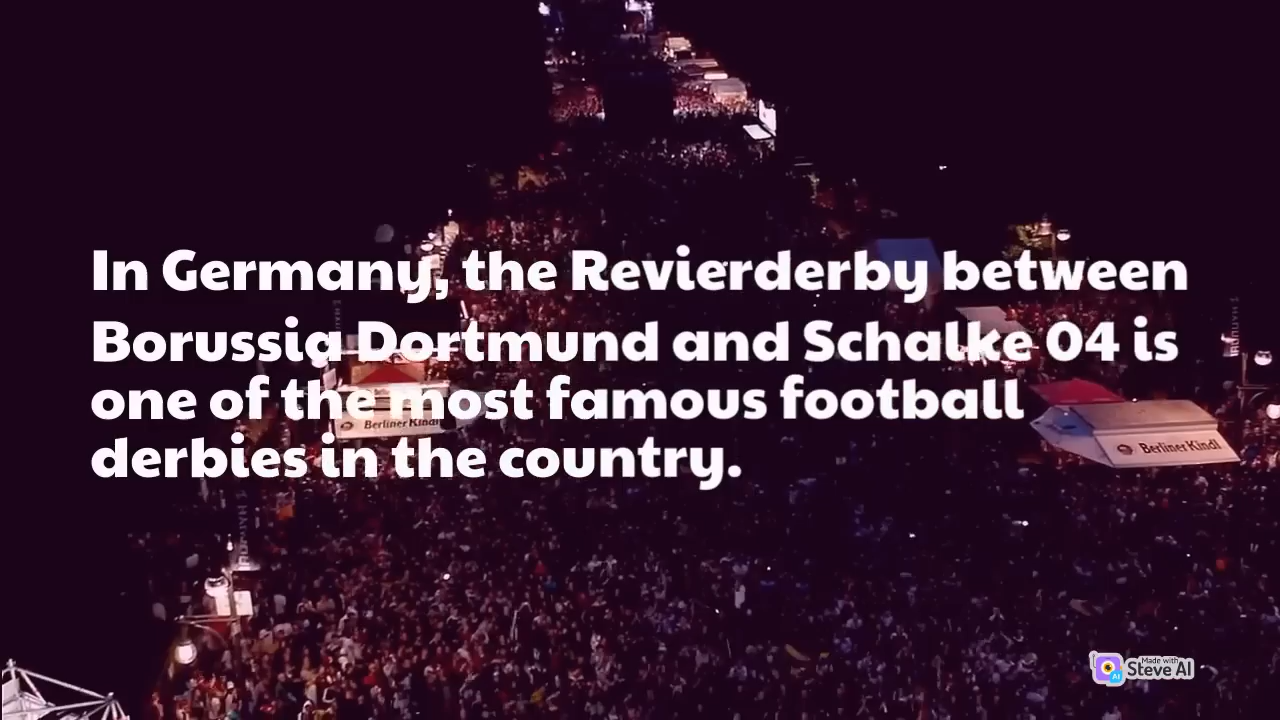 In Germany, the Revierderby between
Borussia Dortmund and Schalke 04 is
one of the most famous football
derbies in the country.
Berliner Kindl
Berliner Kindl
Made with
Steve AI